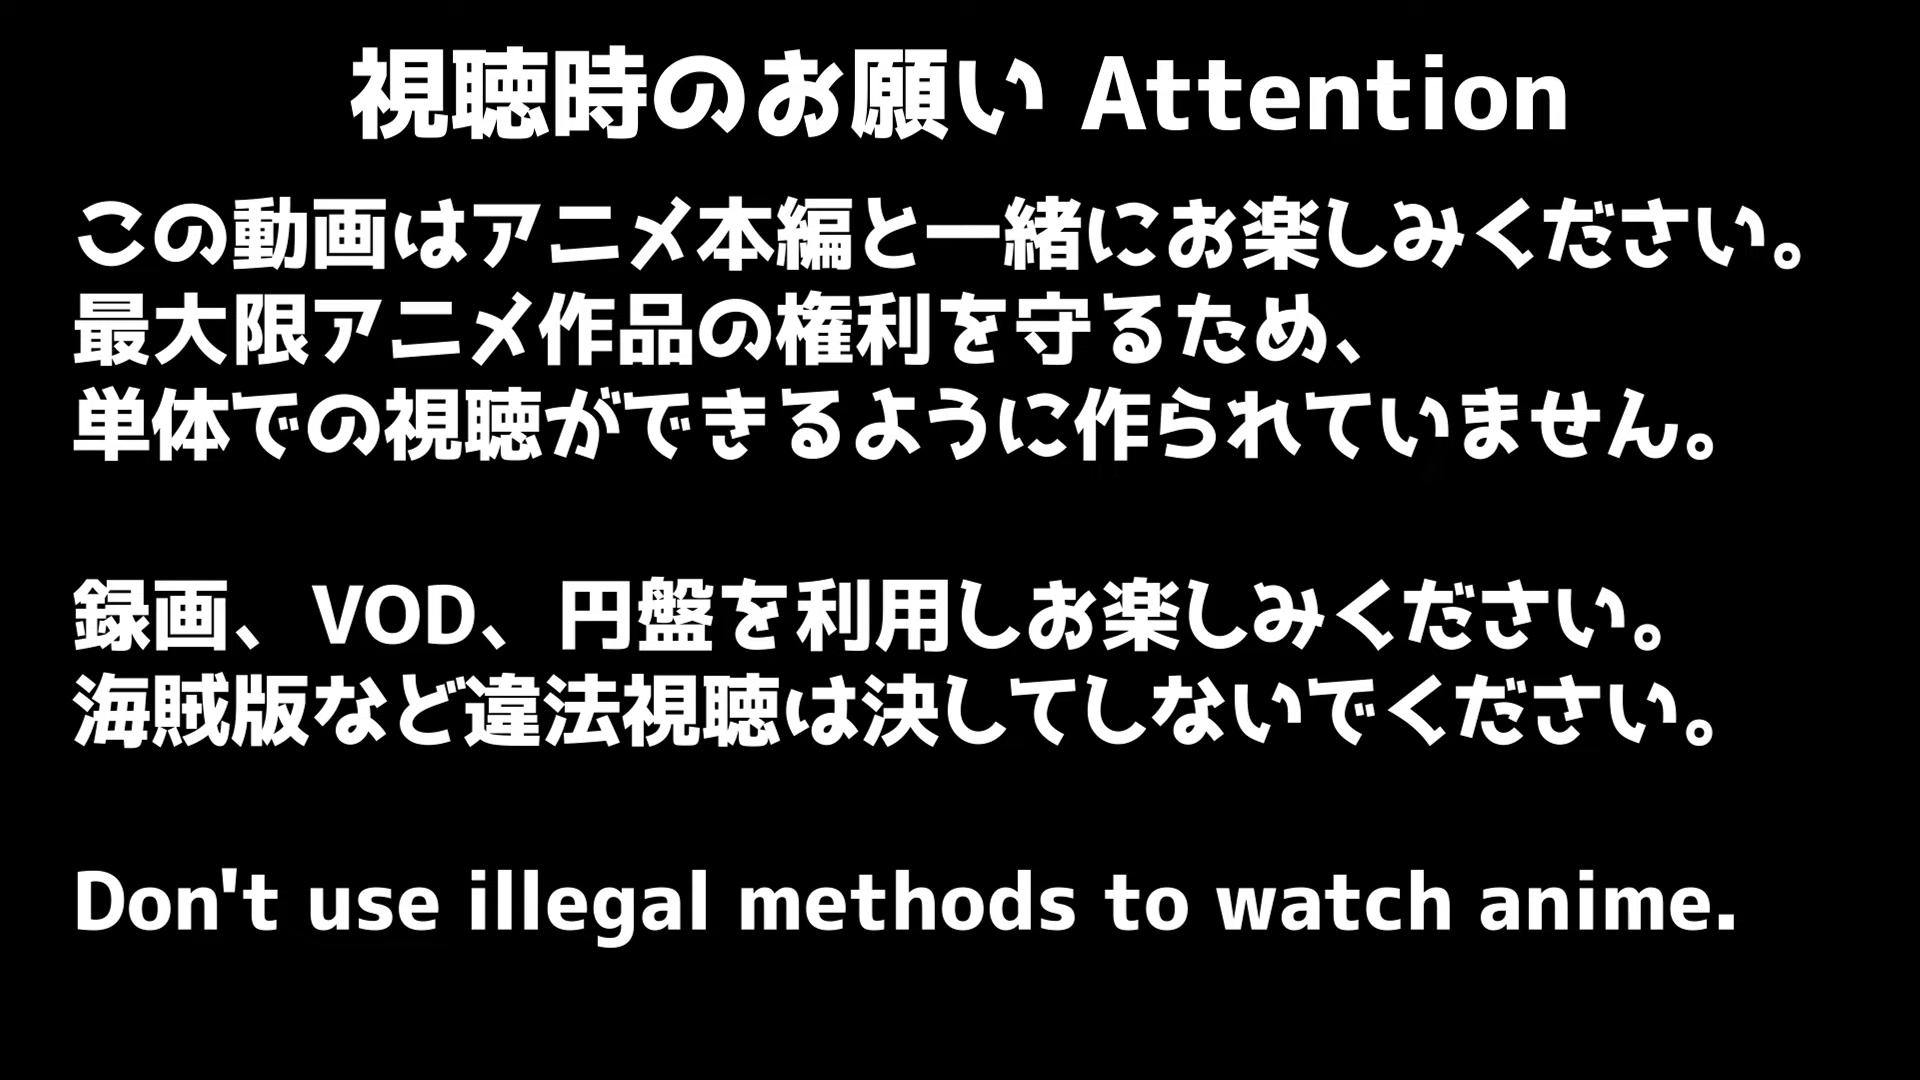 視聴時のお願い Attention
この動画はアニメ本編と一緒にお楽しみください。
最大限アニメ作品の権利を守るため、
単体での視聴ができるように作られていません。
録画、VOD、円盤を利用しお楽しみください。
海賊版など違法視聴は決してしないでください。
Don't use illegal methods to watch anime.